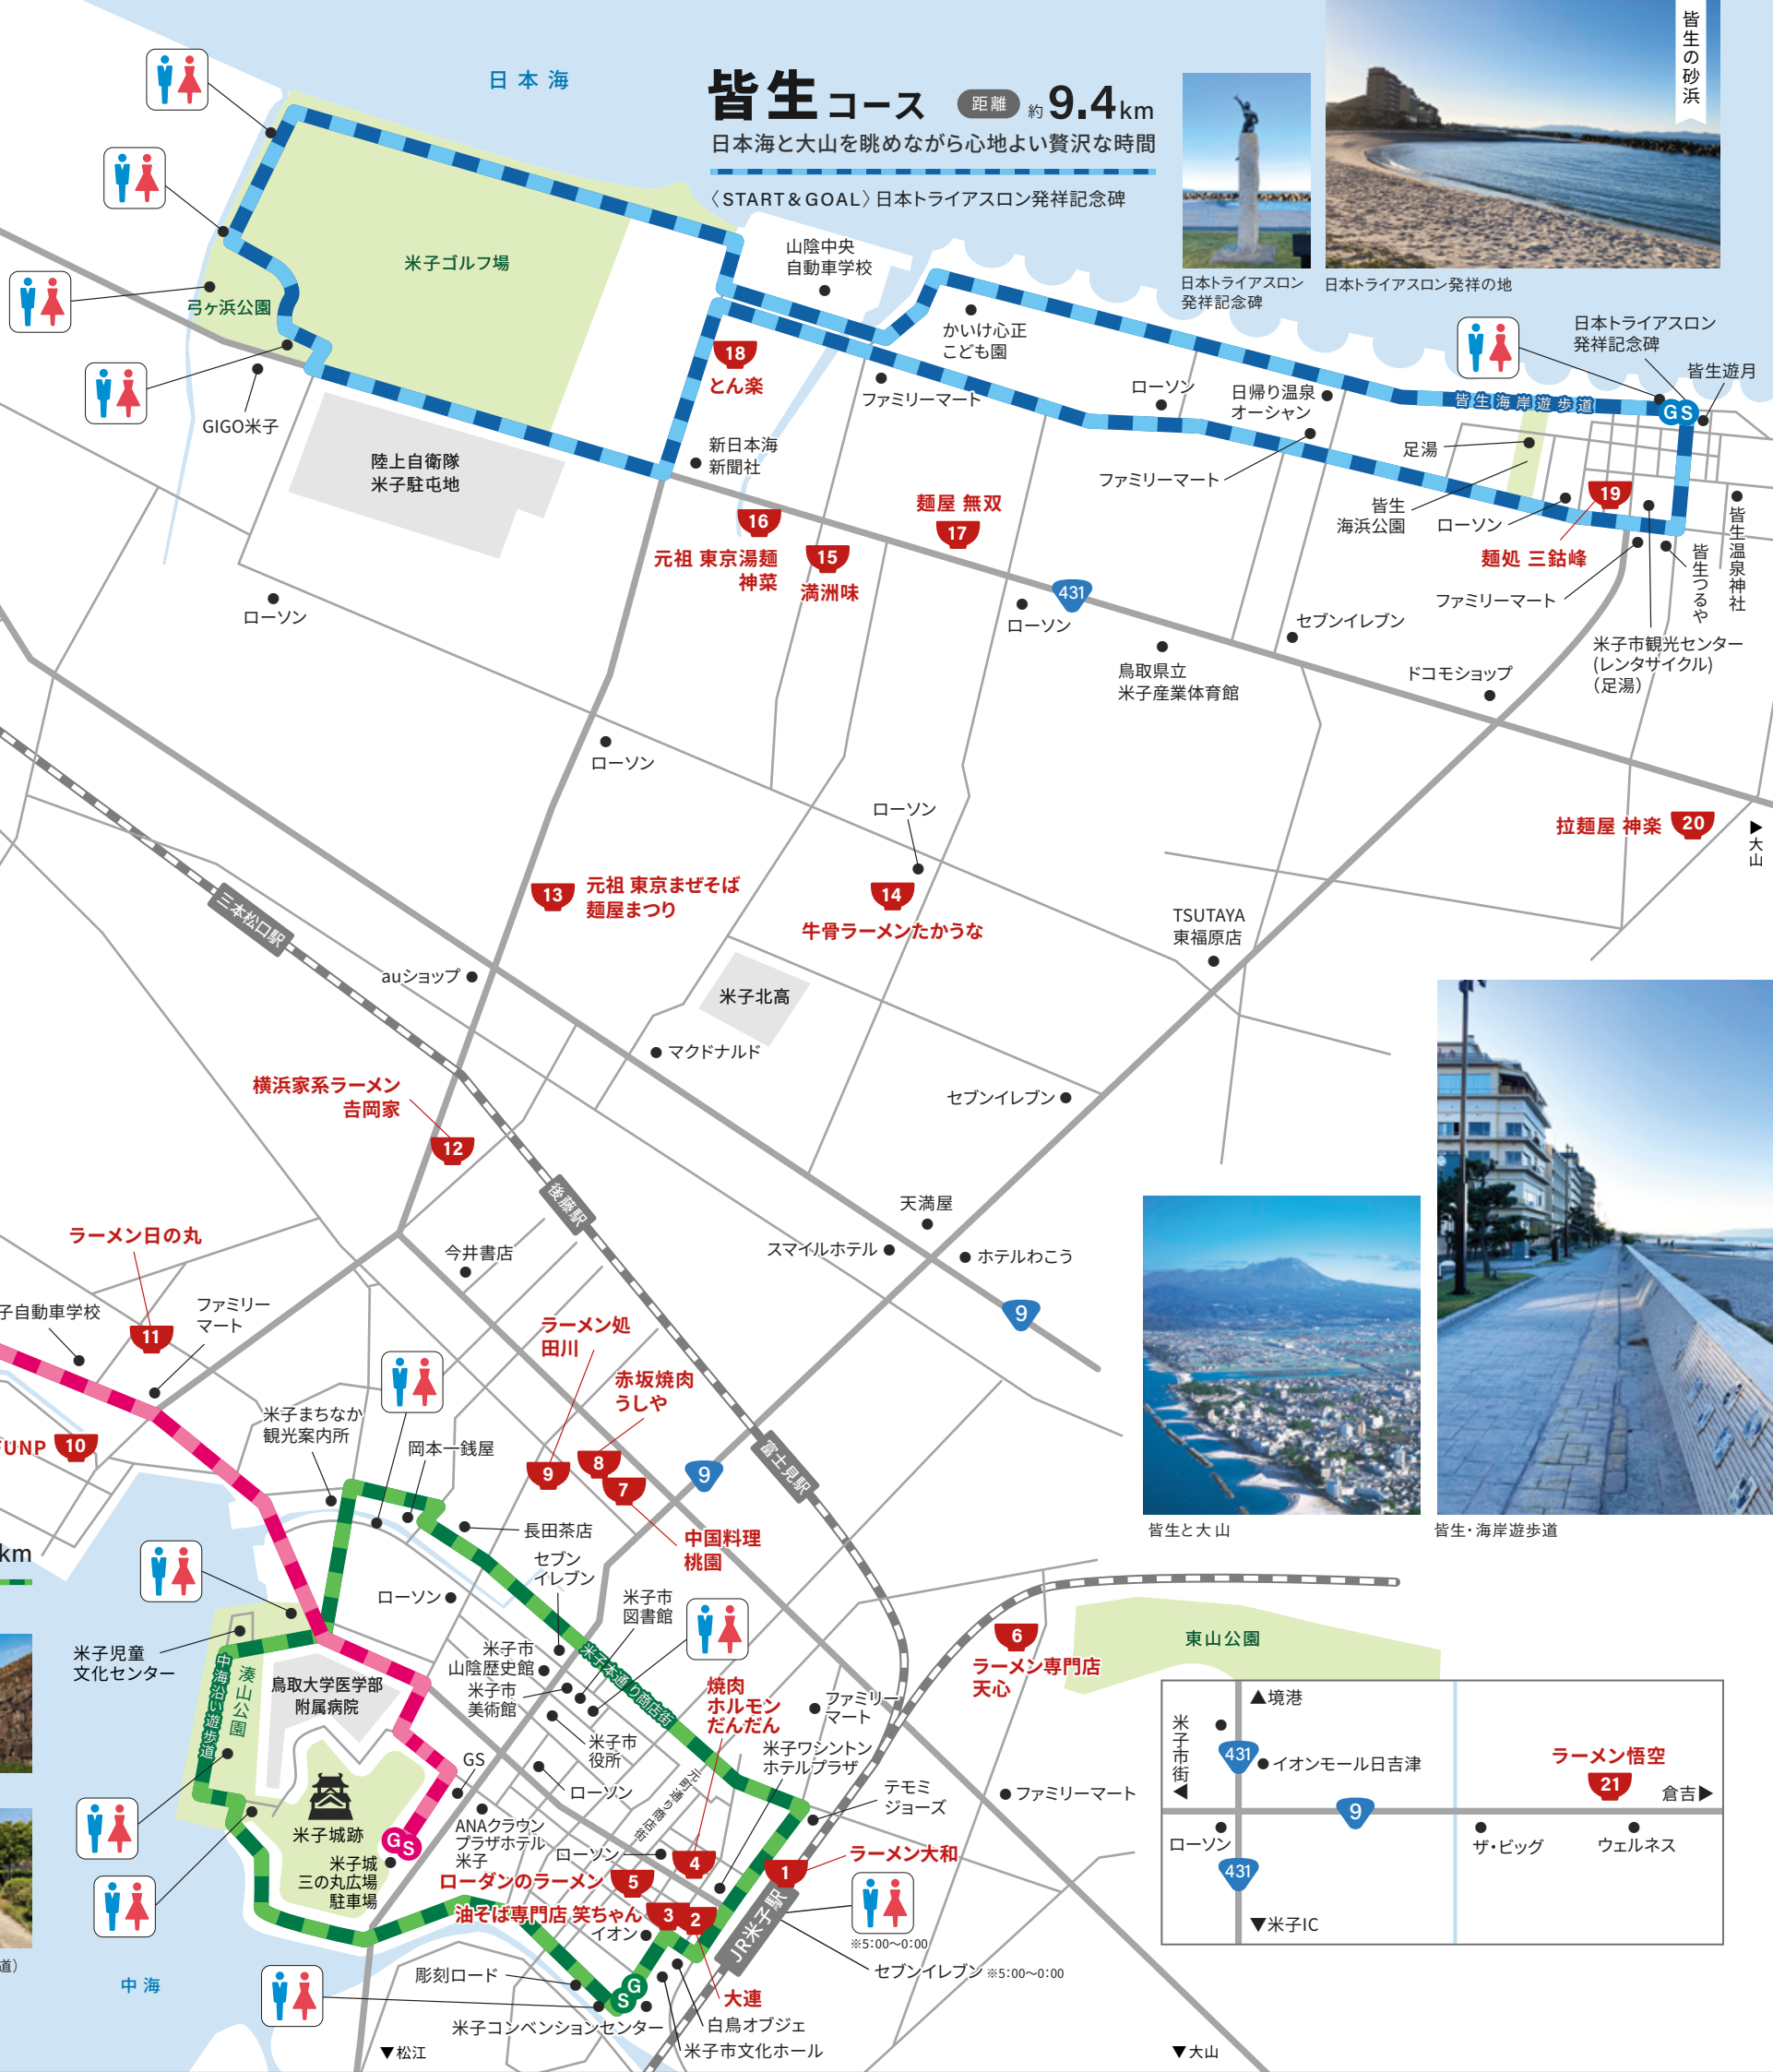 日本海
皆生コース 距離 約9.4km
日本海と大山を眺めながら心地よい贅沢な時間
〈START&GOAL〉日本トライアスロン発祥記念碑
皆生の砂浜
日本トライアスロン
発祥記念碑
日本トライアスロン発祥の地
米子ゴルフ場
弓ヶ浜公園
GIGO米子
陸上自衛隊
米子駐屯地
山陰中央
自動車学校
かいけ心正
こども園
18
とん楽
ファミリーマート
ローソン
日帰り温泉
オーシャン
ファミリーマート
皆生海岸遊歩道
日本トライアスロン
発祥記念碑
皆生遊月
G S
足湯
皆生
海浜公園
ローソン
19
麺処 三鈷峰
ファミリーマート
皆生つるや
皆生温泉神社
米子市観光センター
(レンタサイクル)
（足湯）
新日本海
新聞社
16
元祖 東京湯麺
神菜
15
満洲味
麺屋 無双
17
431
ローソン
ローソン
セブンイレブン
鳥取県立
米子産業体育館
ドコモショップ
ローソン
ローソン
拉麺屋 神楽
20
▶大山
13
元祖 東京まぜそば
麺屋まつり
14
牛骨ラーメンたかうな
TSUTAYA
東福原店
三本松口駅
auショップ
米子北高
マクドナルド
セブンイレブン
横浜家系ラーメン
吉岡家
12
後藤駅
天満屋
スマイルホテル
ホテルわこう
9
ラーメン日の丸
11
子自動車学校
ファミリー
マート
今井書店
ラーメン処
田川
9
赤坂焼肉
うしや
8
7
中国料理
桃園
9
富士見駅
FUNP
10
米子まちなか
観光案内所
岡本一銭屋
長田茶店
セブン
イレブン
ローソン
米子市
図書館
米子市
山陰歴史館
米子市
美術館
米子市
役所
米子本通り商店街
焼肉
ホルモン
だんだん
ファミリー
マート
米子ワシントン
ホテルプラザ
元町通り商店街
テモミ
ジョーズ
6
ラーメン専門店
天心
東山公園
ファミリーマート
皆生と大山
皆生・海岸遊歩道
km
米子児童
文化センター
湊山公園
中海沿い遊歩道
鳥取大学医学部
附属病院
米子城跡
G S
米子城
三の丸広場
駐車場
GS
ANAクラウン
プラザホテル
米子
ローソン
ローソン
4
5
ローダンのラーメン
油そば専門店 笑ちゃん
3
2
イオン
1
ラーメン大和
JR米子駅
※5:00〜0:00
セブンイレブン ※5:00〜0:00
大連
白鳥オブジェ
米子市文化ホール
彫刻ロード
G
S
米子コンベンションセンター
中海
道）
▼松江
▼大山
▲境港
米子市街◀
431
イオンモール日吉津
ラーメン悟空
21
倉吉▶
9
ローソン
ザ・ビッグ
ウェルネス
431
▼米子IC